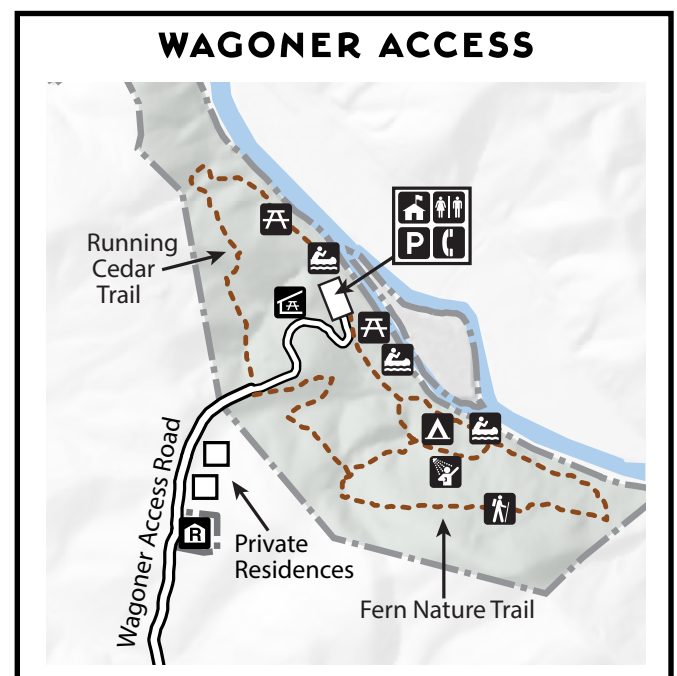 WAGONER ACCESS
Running
Cedar
Trail
P
Wagoner Access Road
R
Private
Residences
Fern Nature Trail